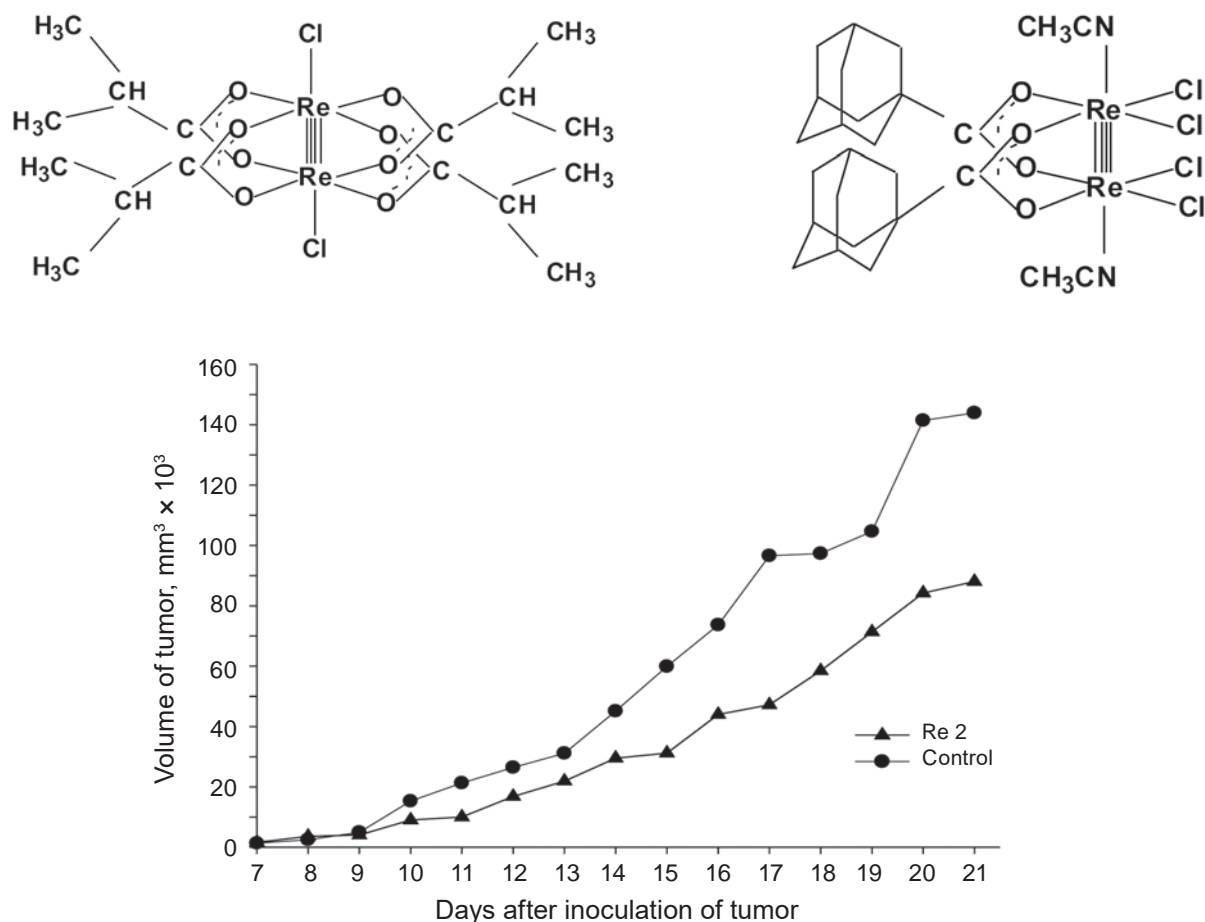 H₃C
CH
H₃C
H₃C
CH
H₃C
C
C
O
O
O
O
Cl
Re
Re
Cl
O
O
O
O
C
C
CH₃
CH
CH₃
CH₃
CH
CH₃
CH₃CN
C
C
O
O
O
O
Re
Re
Cl
Cl
Cl
Cl
CH₃CN
Volume of tumor, mm³ × 10³
160
140
120
100
80
60
40
20
0
Re 2
Control
7 8 9 10 11 12 13 14 15 16 17 18 19 20 21
Days after inoculation of tumor